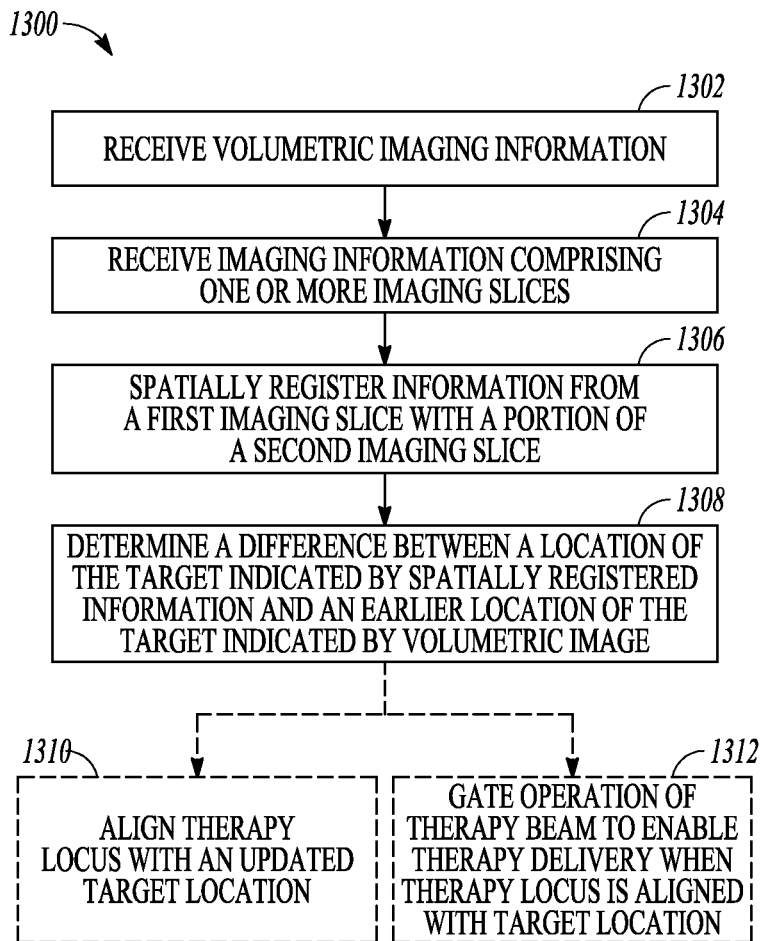 1300
1302
RECEIVE VOLUMETRIC IMAGING INFORMATION
1304
RECEIVE IMAGING INFORMATION COMPRISING
ONE OR MORE IMAGING SLICES
1306
SPATIALLY REGISTER INFORMATION FROM
A FIRST IMAGING SLICE WITH A PORTION OF
A SECOND IMAGING SLICE
1308
DETERMINE A DIFFERENCE BETWEEN A LOCATION OF
THE TARGET INDICATED BY SPATIALLY REGISTERED
INFORMATION AND AN EARLIER LOCATION OF THE
TARGET INDICATED BY VOLUMETRIC IMAGE
1310
ALIGN THERAPY
LOCUS WITH AN UPDATED
TARGET LOCATION
1312
GATE OPERATION OF
THERAPY BEAM TO ENABLE
THERAPY DELIVERY WHEN
THERAPY LOCUS IS ALIGNED
WITH TARGET LOCATION